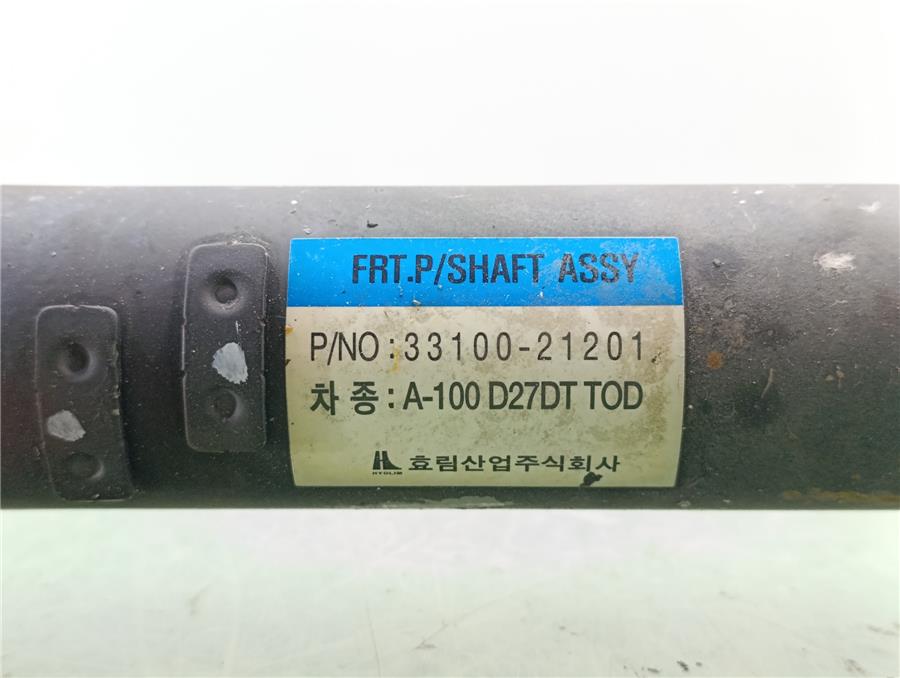 FRT.P/SHAFT ASSY
P/NO : 33100-21201
차 종 : A-100 D27DT TOD
HYOLIM 효림산업주식회사